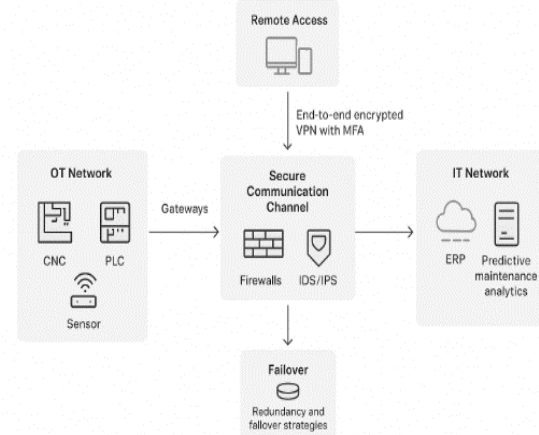 Remote Access
End-to-end encrypted
VPN with MFA
OT Network
CNC
PLC
Sensor
Gateways
Secure
Communication
Channel
Firewalls
IDS/IPS
IT Network
ERP
Predictive
maintenance
analytics
Failover
Redundancy and
failover strategies